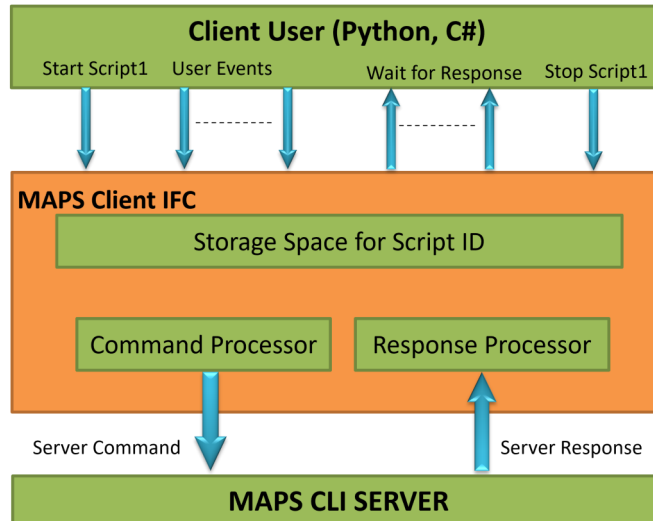 Client User (Python, C#)
Start Script1 User Events Wait for Response Stop Script1
MAPS Client IFC
Storage Space for Script ID
Command Processor Response Processor
Server Command Server Response
MAPS CLI SERVER